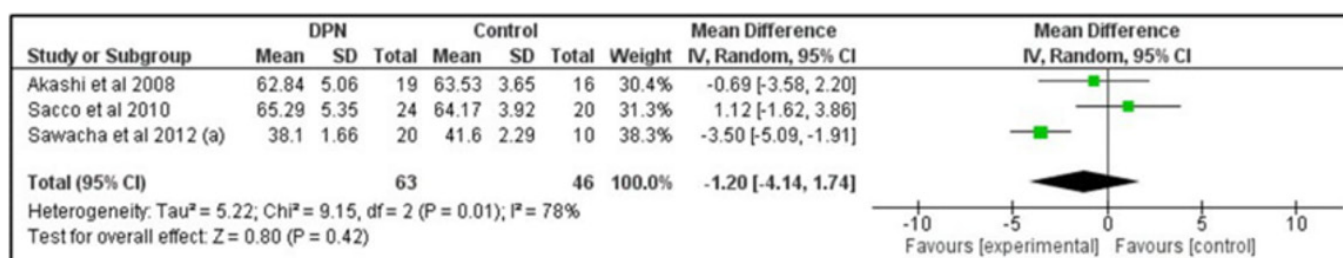 DPN Control Mean Difference Mean Difference
Study or Subgroup Mean SD Total Mean SD Total Weight IV, Random, 95% CI IV, Random, 95% CI
Akashi et al 2008 62.84 5.06 19 63.53 3.65 16 30.4% -0.69 [-3.58, 2.20]
Sacco et al 2010 65.29 5.35 24 64.17 3.92 20 31.3% 1.12 [-1.62, 3.86]
Sawacha et al 2012 (a) 38.1 1.66 20 41.6 2.29 10 38.3% -3.50 [-5.09, -1.91]
Total (95% CI) 63 46 100.0% -1.20 [-4.14, 1.74]
Heterogeneity: Tau² = 5.22; Chi² = 9.15, df = 2 (P = 0.01); I² = 78%
Test for overall effect: Z = 0.80 (P = 0.42)
-10 -5 0 5 10
Favours [experimental] Favours [control]